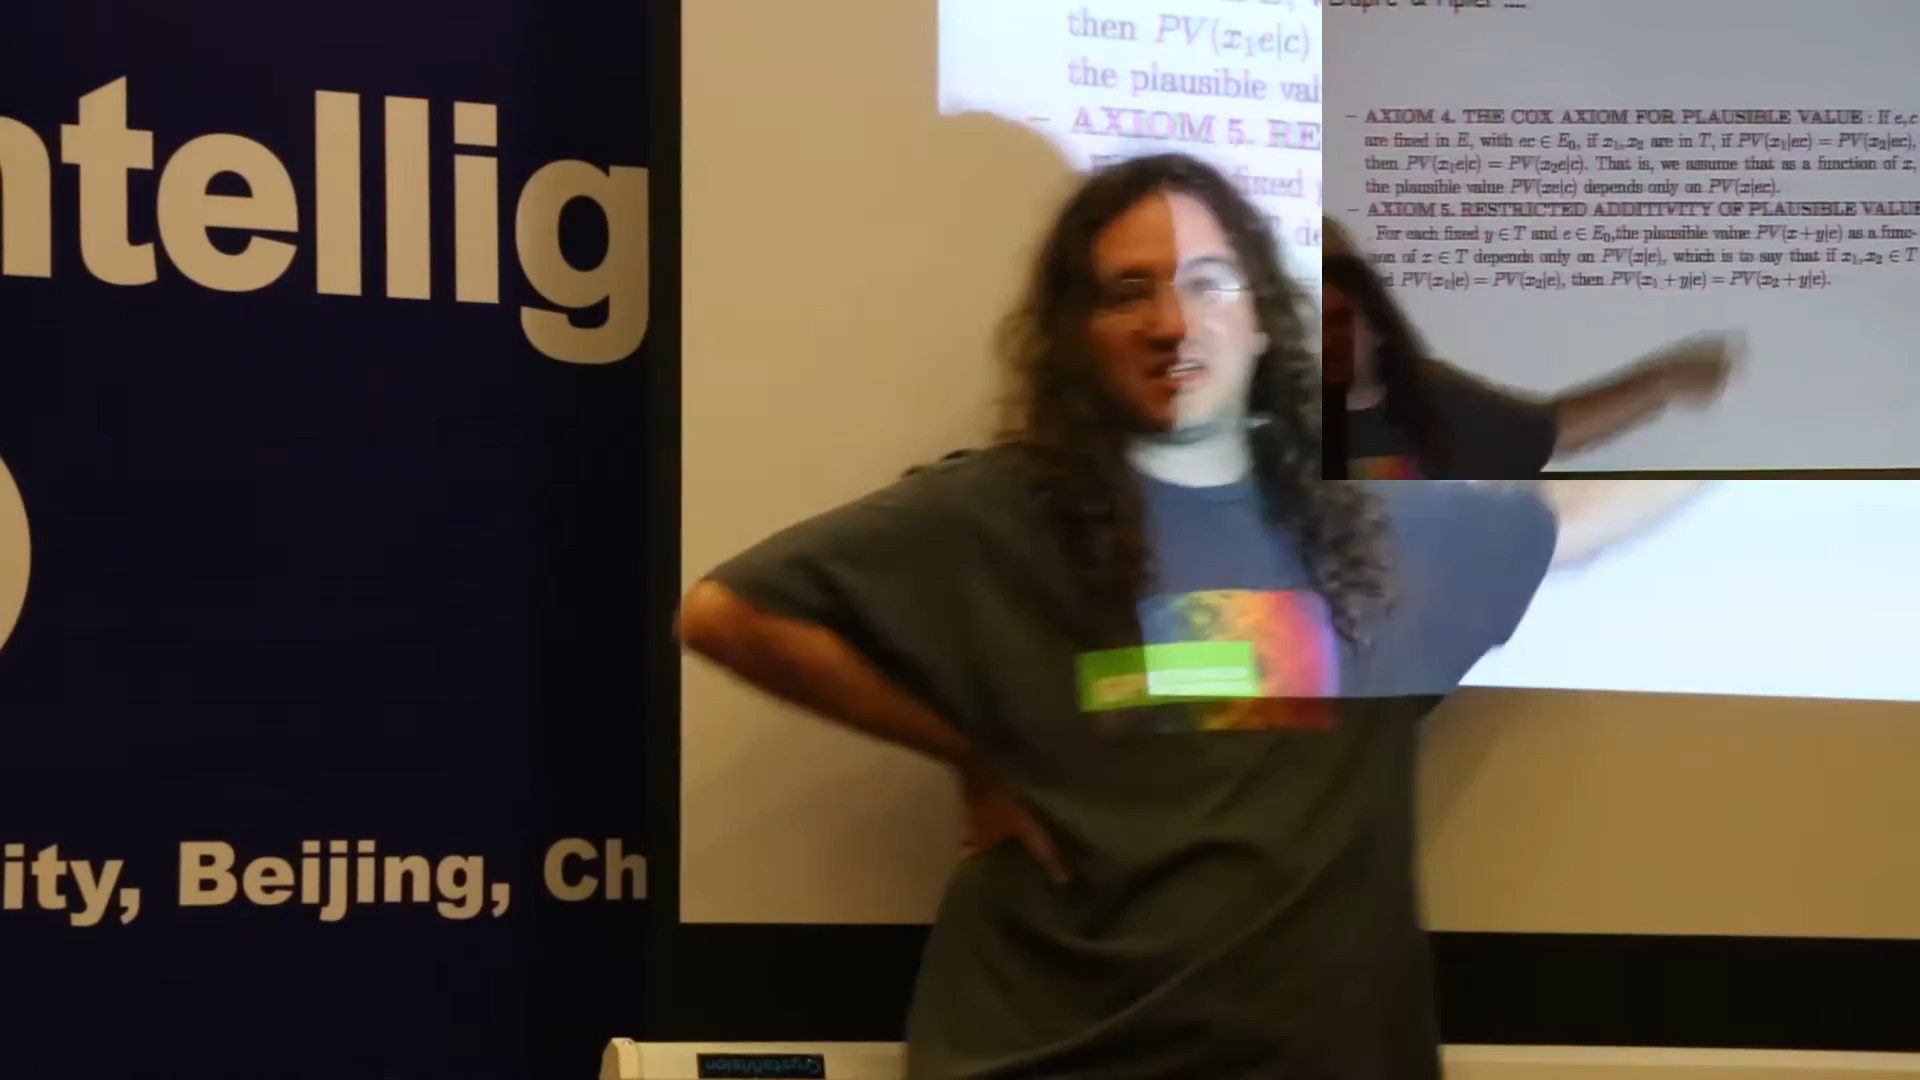 ntellig
ity, Beijing, Ch
then PV(x₁e|c)
the plausible val
– AXIOM 5. RE
fixed
– AXIOM 4. THE COX AXIOM FOR PLAUSIBLE VALUE : If e,c
are fixed in E, with ec ∈ E₀, if x₁,x₂ are in T, if PV(x₁|ec) = PV(x₂|ec),
then PV(x₁e|c) = PV(x₂e|c). That is, we assume that as a function of x,
the plausible value PV(xe|c) depends only on PV(x|ec).
– AXIOM 5. RESTRICTED ADDITIVITY OF PLAUSIBLE VALUE
. For each fixed y ∈ T and e ∈ E₀,the plausible value PV(x+y|e) as a func-
ion of x ∈ T depends only on PV(x|e), which is to say that if x₁,x₂ ∈ T
d PV(x₁|e) = PV(x₂|e), then PV(x₁ +y|e) = PV(x₂ +y|e).
CrystalVision